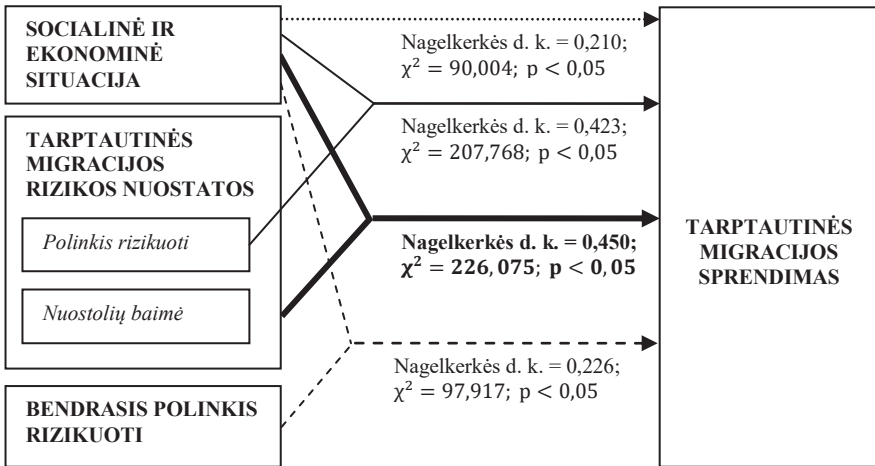 SOCIALINĖ IR
EKONOMINĖ
SITUACIJA
TARPTAUTINĖS
MIGRACIJOS
RIZIKOS NUOSTATOS
Polinkis rizikuoti
Nuostolių baimė
BENDRASIS POLINKIS
RIZIKUOTI
Nagelkerkės d. k. = 0,210;
χ² = 90,004; p < 0,05
Nagelkerkės d. k. = 0,423;
χ² = 207,768; p < 0,05
Nagelkerkės d. k. = 0,450;
χ² = 226,075; p < 0,05
Nagelkerkės d. k. = 0,226;
χ² = 97,917; p < 0,05
TARPTAUTINĖS
MIGRACIJOS
SPRENDIMAS